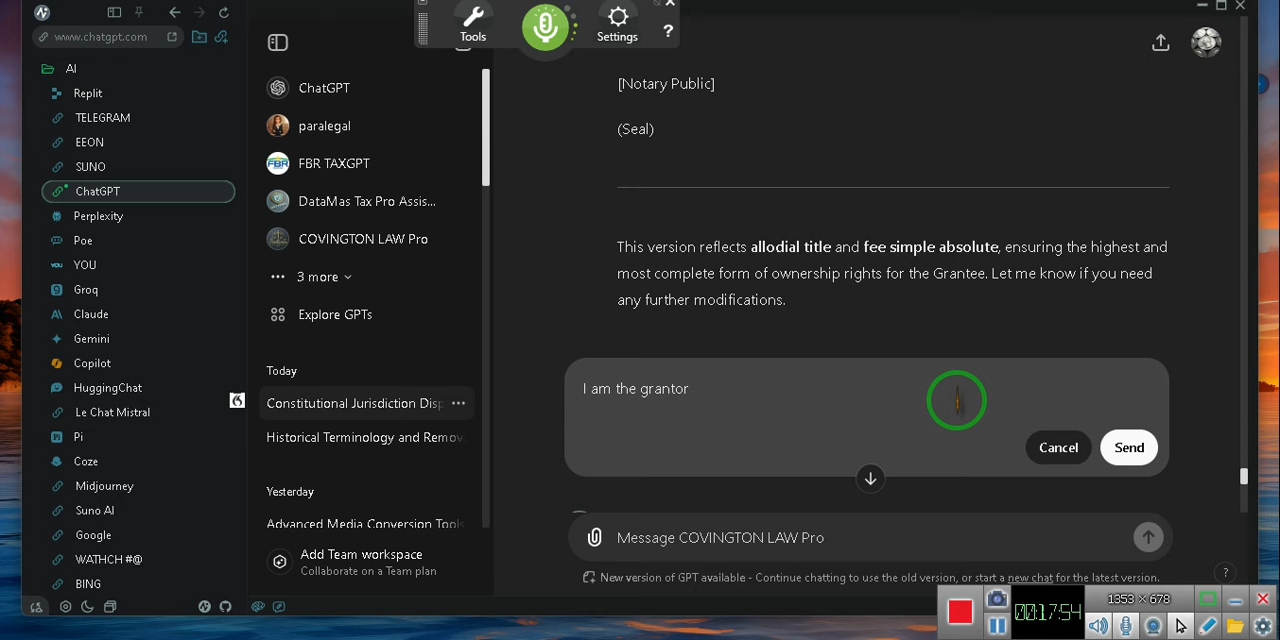 www.chatgpt.com
AI
Replit
TELEGRAM
EEON
SUNO
ChatGPT
Perplexity
Poe
YOU
Groq
Claude
Gemini
Copilot
HuggingChat
Le Chat Mistral
Pi
Coze
Midjourney
Suno AI
Google
WATHCH #@
BING
ChatGPT
paralegal
FBR TAXGPT
DataMas Tax Pro Assis...
COVINGTON LAW Pro
3 more
Explore GPTs
Today
Constitutional Jurisdiction Disp
Historical Terminology and Remov
Yesterday
Advanced Media Conversion Tools
Add Team workspace
Collaborate on a Team plan
Tools
Settings
?
[Notary Public]
(Seal)
This version reflects allodial title and fee simple absolute, ensuring the highest and
most complete form of ownership rights for the Grantee. Let me know if you need
any further modifications.
I am the grantor
Cancel
Send
Message COVINGTON LAW Pro
New version of GPT available - Continue chatting to use the old version, or start a new chat for the latest version.
?
1353 × 678
00:17:54